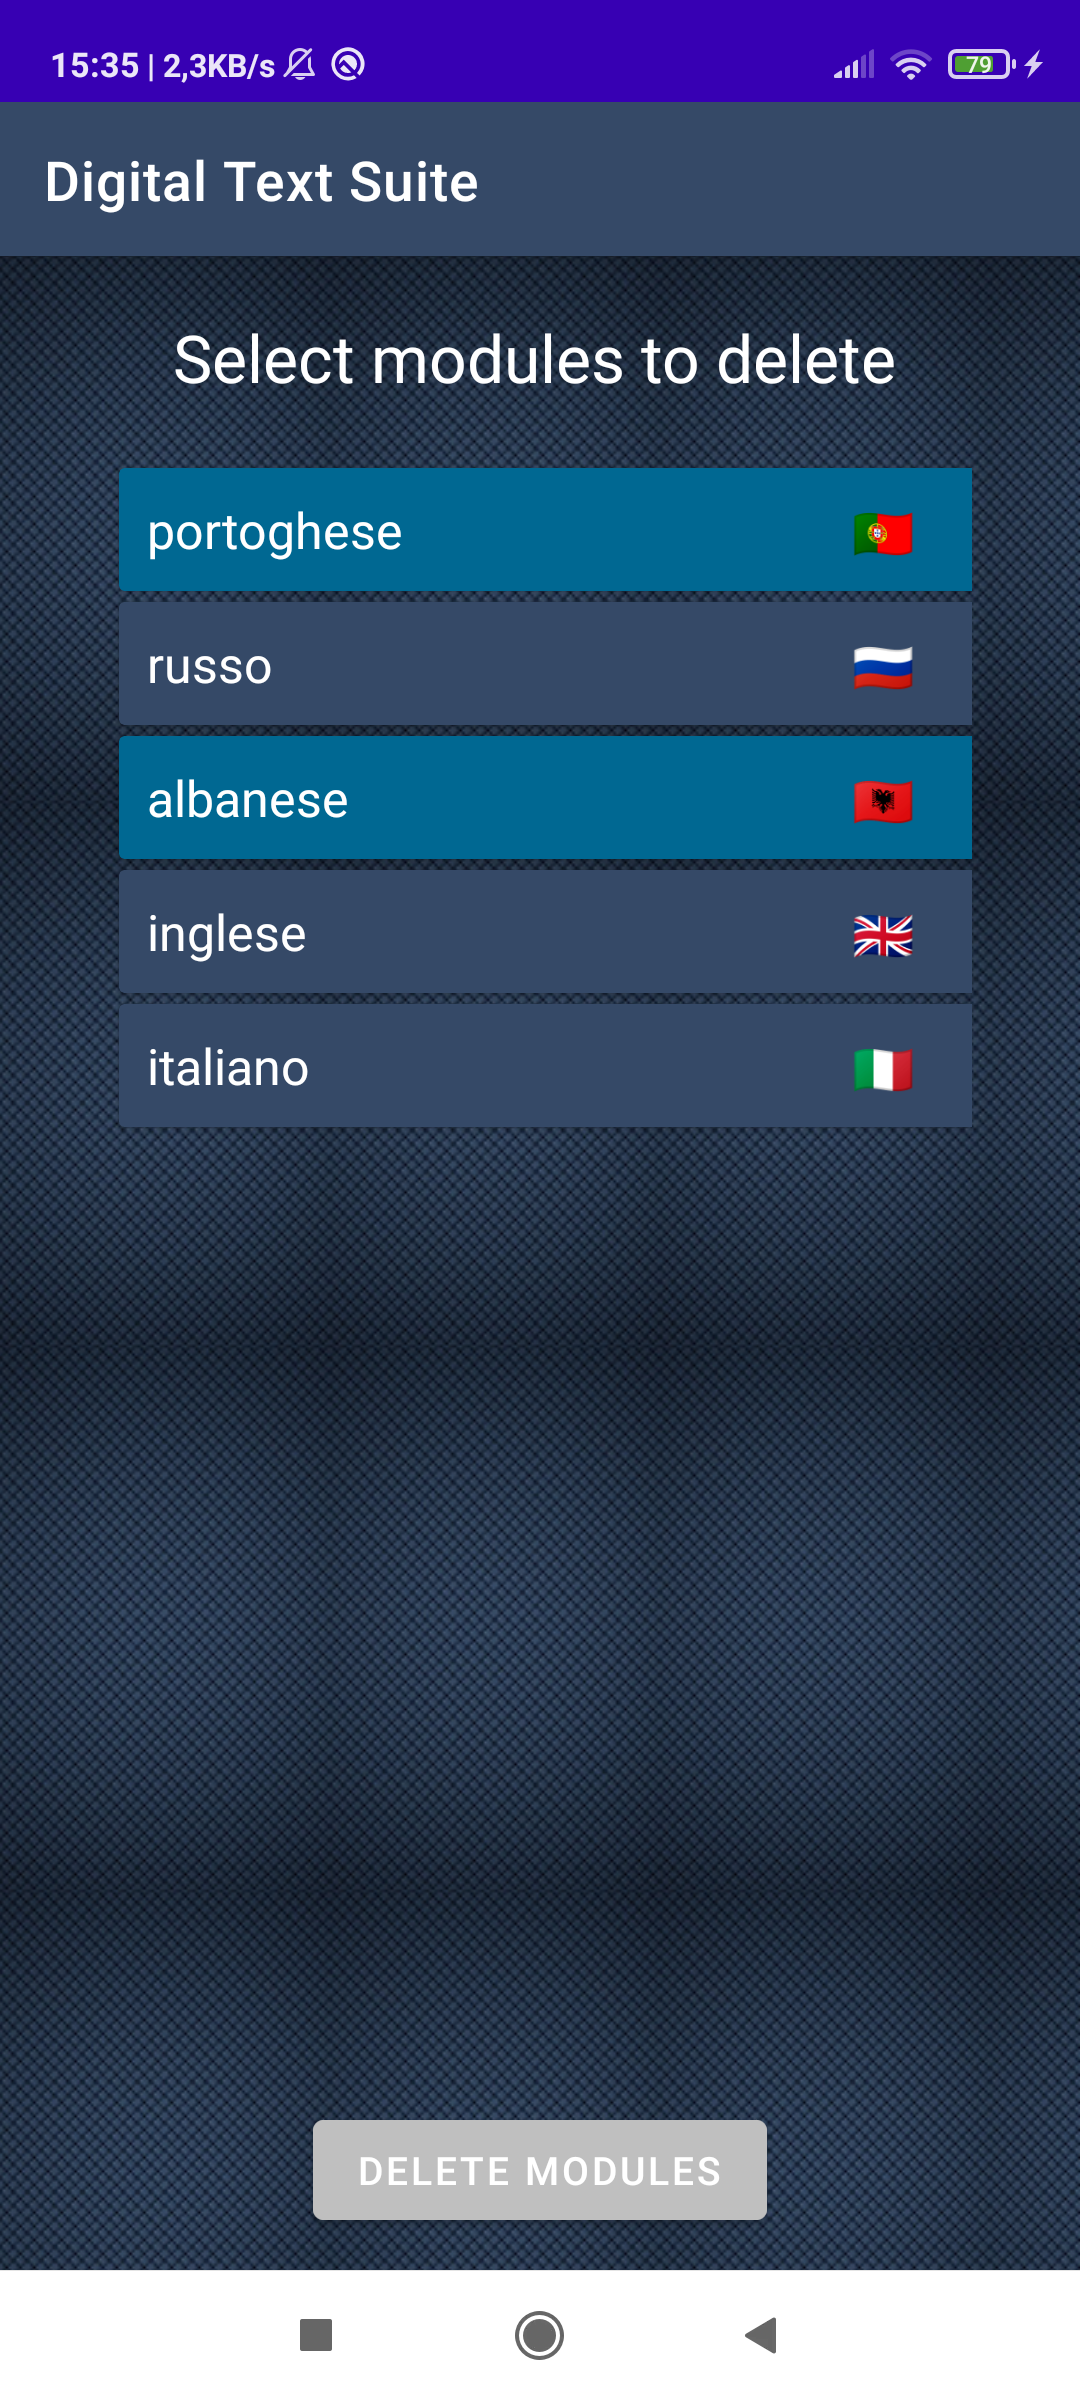 15:35 | 2,3KB/s 79
Digital Text Suite
Select modules to delete
portoghese
russo
albanese
inglese
italiano
DELETE MODULES